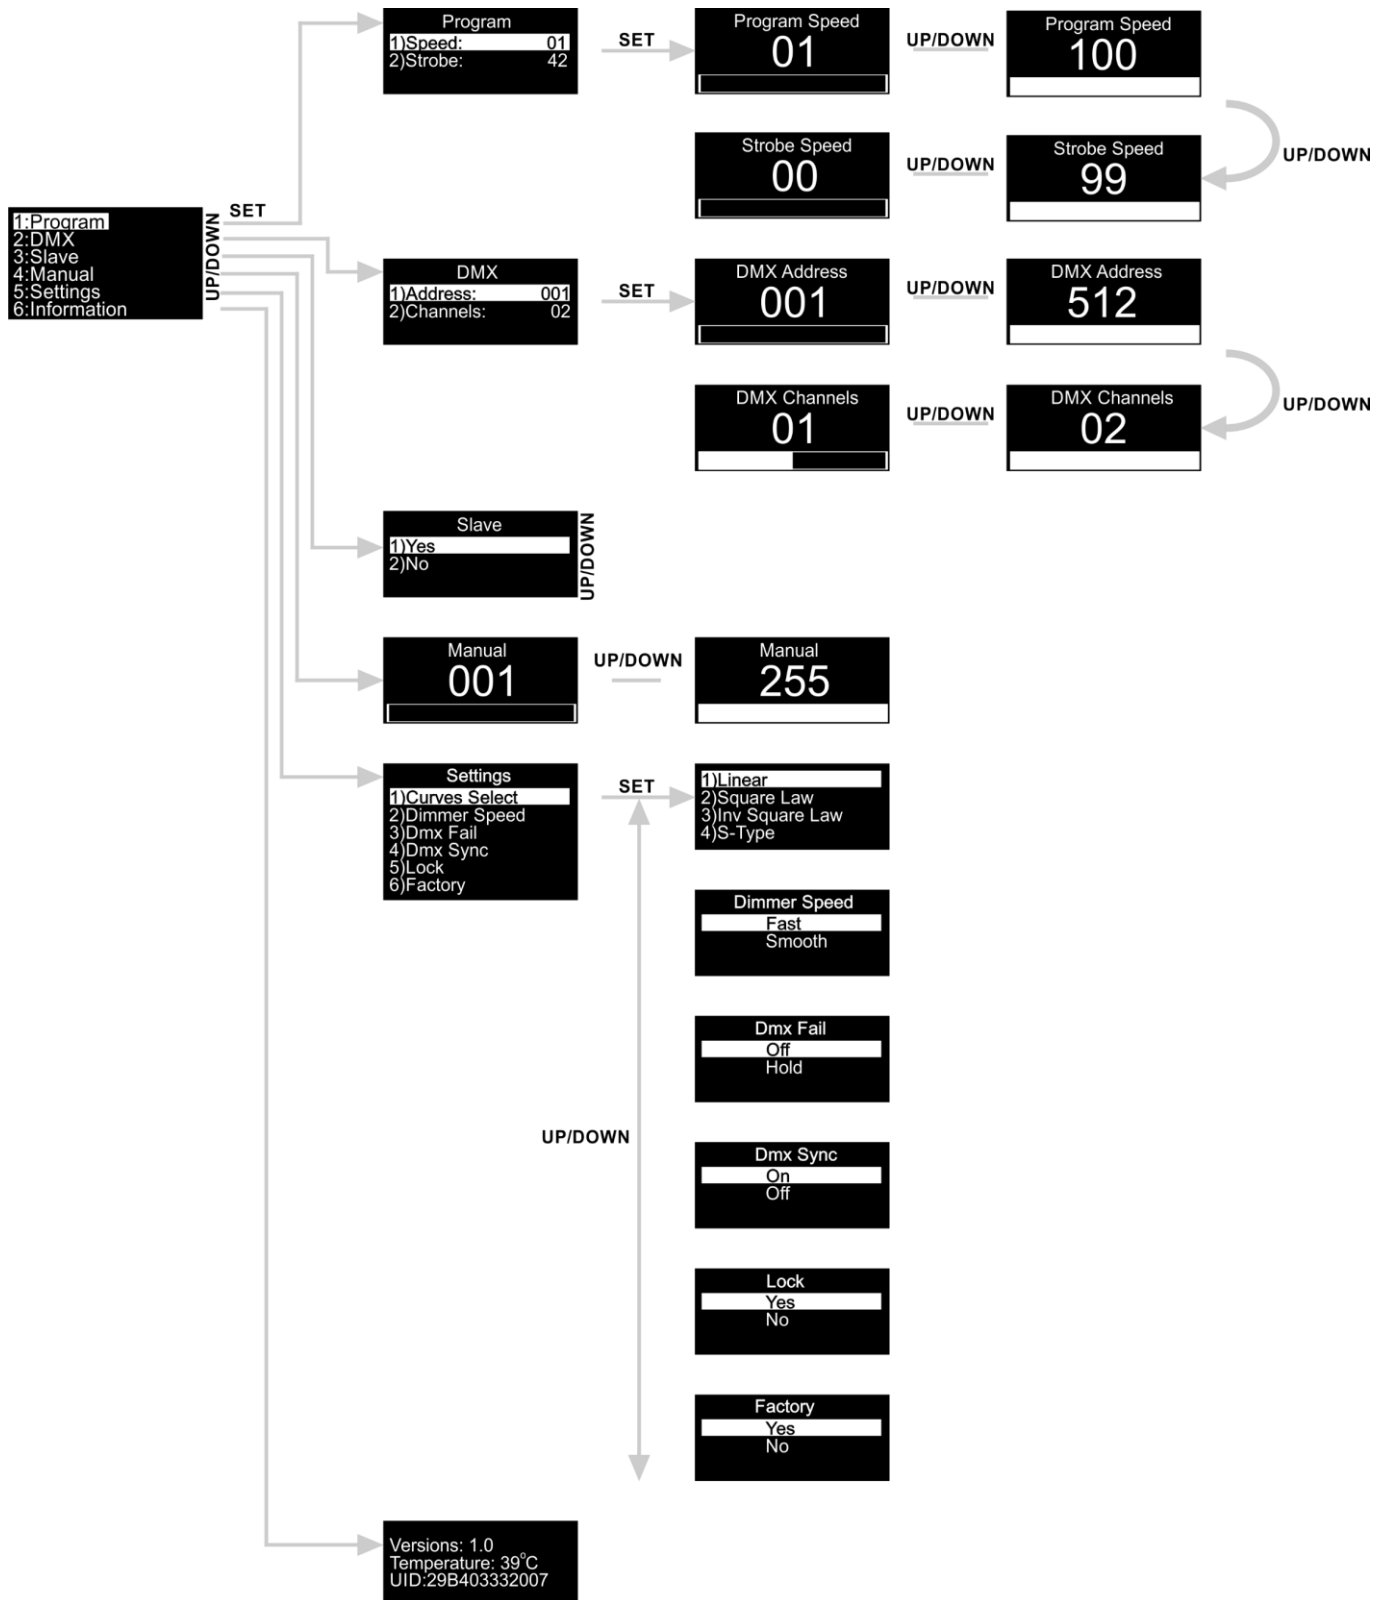 1:Program
2:DMX
3:Slave
4:Manual
5:Settings
6:Information
UP/DOWN
SET
Program
1)Speed: 01
2)Strobe: 42
SET
Program Speed
01
UP/DOWN
Program Speed
100
UP/DOWN
Strobe Speed
00
UP/DOWN
Strobe Speed
99
DMX
1)Address: 001
2)Channels: 02
SET
DMX Address
001
UP/DOWN
DMX Address
512
UP/DOWN
DMX Channels
01
UP/DOWN
DMX Channels
02
Slave
1)Yes
2)No
UP/DOWN
Manual
001
UP/DOWN
Manual
255
Settings
1)Curves Select
2)Dimmer Speed
3)Dmx Fail
4)Dmx Sync
5)Lock
6)Factory
SET
1)Linear
2)Square Law
3)Inv Square Law
4)S-Type
Dimmer Speed
Fast
Smooth
Dmx Fail
Off
Hold
UP/DOWN
Dmx Sync
On
Off
Lock
Yes
No
Factory
Yes
No
Versions: 1.0
Temperature: 39°C
UID:29B403332007